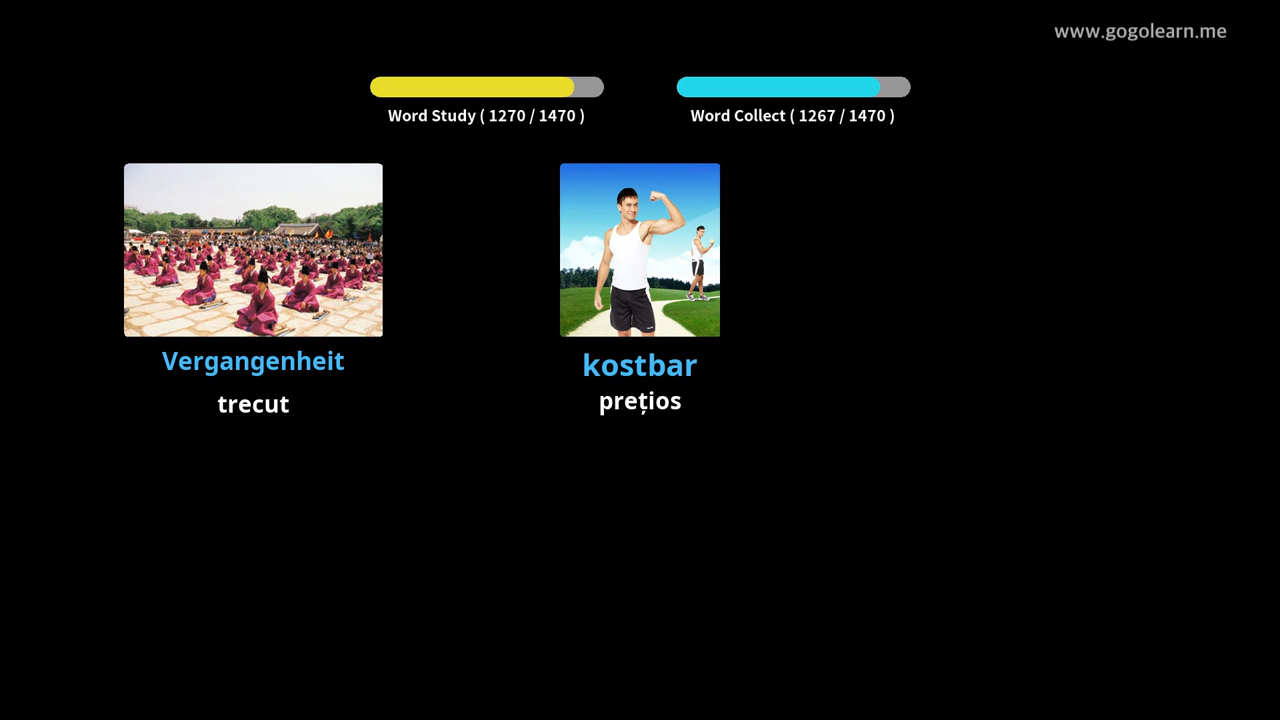 www.gogolearn.me
Word Study ( 1270 / 1470 )
Word Collect ( 1267 / 1470 )
Vergangenheit
trecut
kostbar
prețios